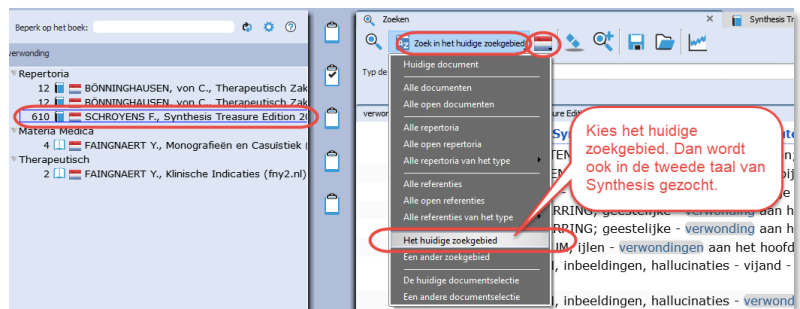 Beperk op het boek:
verwonding
Repertoria
12 BÖNNINGHAUSEN, von C., Therapeutisch Zak
12 BÖNNINGHAUSEN, von C., Therapeutisch Zak
610 SCHROYENS F., Synthesis Treasure Edition 20
Materia Medica
4 FAINGNAERT Y., Monografieën en Casuïstiek (
Therapeutisch
2 FAINGNAERT Y., Klinische Indicaties (fny2.nl)
Zoeken
Synthesis Tr
Zoek in het huidige zoekgebied
Typ de
verwor
Huidige document
Alle documenten
Alle open documenten
Alle repertoria
Alle open repertoria
Alle repertoria van het type
Alle referenties
Alle open referenties
Alle referenties van het type
Het huidige zoekgebied
Een ander zoekgebied
De huidige documentselectie
Een andere documentselectie
Kies het huidige
zoekgebied. Dan wordt
ook in de tweede taal van
Synthesis gezocht.
ure Edit
Sy
RRING; geestelijke - verwonding aan h
RRING; geestelijke - verwonding aan h
UM, ijlen - verwondingen aan het hoofd
, inbeeldingen, hallucinaties - vijand -
, inbeeldingen, hallucinaties - verwond